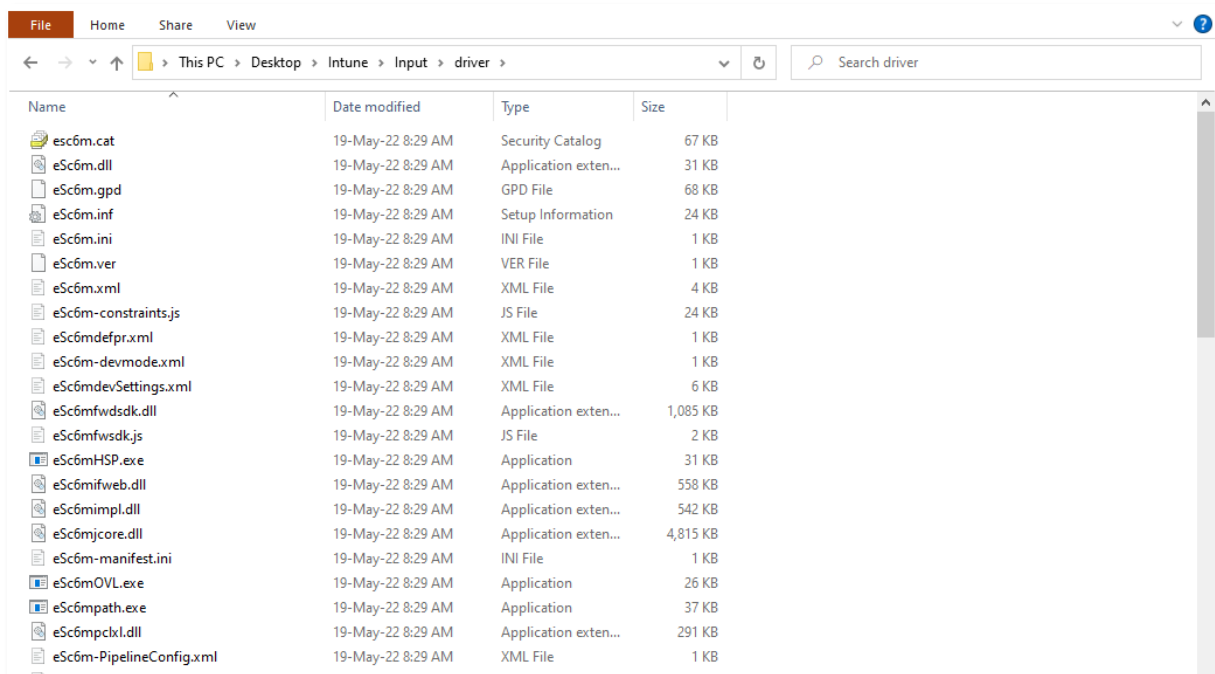 File Home Share View
This PC > Desktop > Intune > Input > driver > Search driver
Name Date modified Type Size
esc6m.cat 19-May-22 8:29 AM Security Catalog 67 KB
eSc6m.dll 19-May-22 8:29 AM Application exten... 31 KB
eSc6m.gpd 19-May-22 8:29 AM GPD File 68 KB
eSc6m.inf 19-May-22 8:29 AM Setup Information 24 KB
eSc6m.ini 19-May-22 8:29 AM INI File 1 KB
eSc6m.ver 19-May-22 8:29 AM VER File 1 KB
eSc6m.xml 19-May-22 8:29 AM XML File 4 KB
eSc6m-constraints.js 19-May-22 8:29 AM JS File 24 KB
eSc6mdefpr.xml 19-May-22 8:29 AM XML File 1 KB
eSc6m-devmode.xml 19-May-22 8:29 AM XML File 1 KB
eSc6mdevSettings.xml 19-May-22 8:29 AM XML File 6 KB
eSc6mfwdsdk.dll 19-May-22 8:29 AM Application exten... 1,085 KB
eSc6mfwsdk.js 19-May-22 8:29 AM JS File 2 KB
eSc6mHSP.exe 19-May-22 8:29 AM Application 31 KB
eSc6mifweb.dll 19-May-22 8:29 AM Application exten... 558 KB
eSc6mimpl.dll 19-May-22 8:29 AM Application exten... 542 KB
eSc6mjcore.dll 19-May-22 8:29 AM Application exten... 4,815 KB
eSc6m-manifest.ini 19-May-22 8:29 AM INI File 1 KB
eSc6mOVL.exe 19-May-22 8:29 AM Application 26 KB
eSc6mpath.exe 19-May-22 8:29 AM Application 37 KB
eSc6mpclxl.dll 19-May-22 8:29 AM Application exten... 291 KB
eSc6m-PipelineConfig.xml 19-May-22 8:29 AM XML File 1 KB